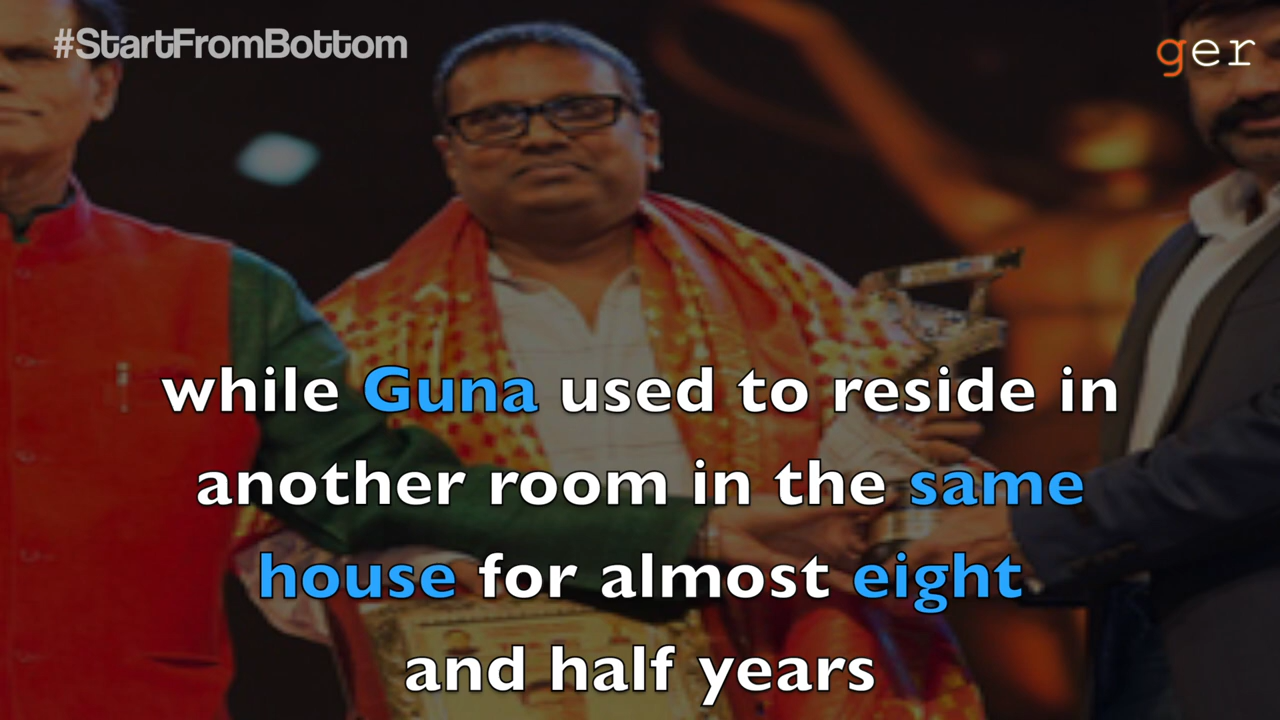 #StartFromBottom
ger
while Guna used to reside in
another room in the same
house for almost eight
and half years